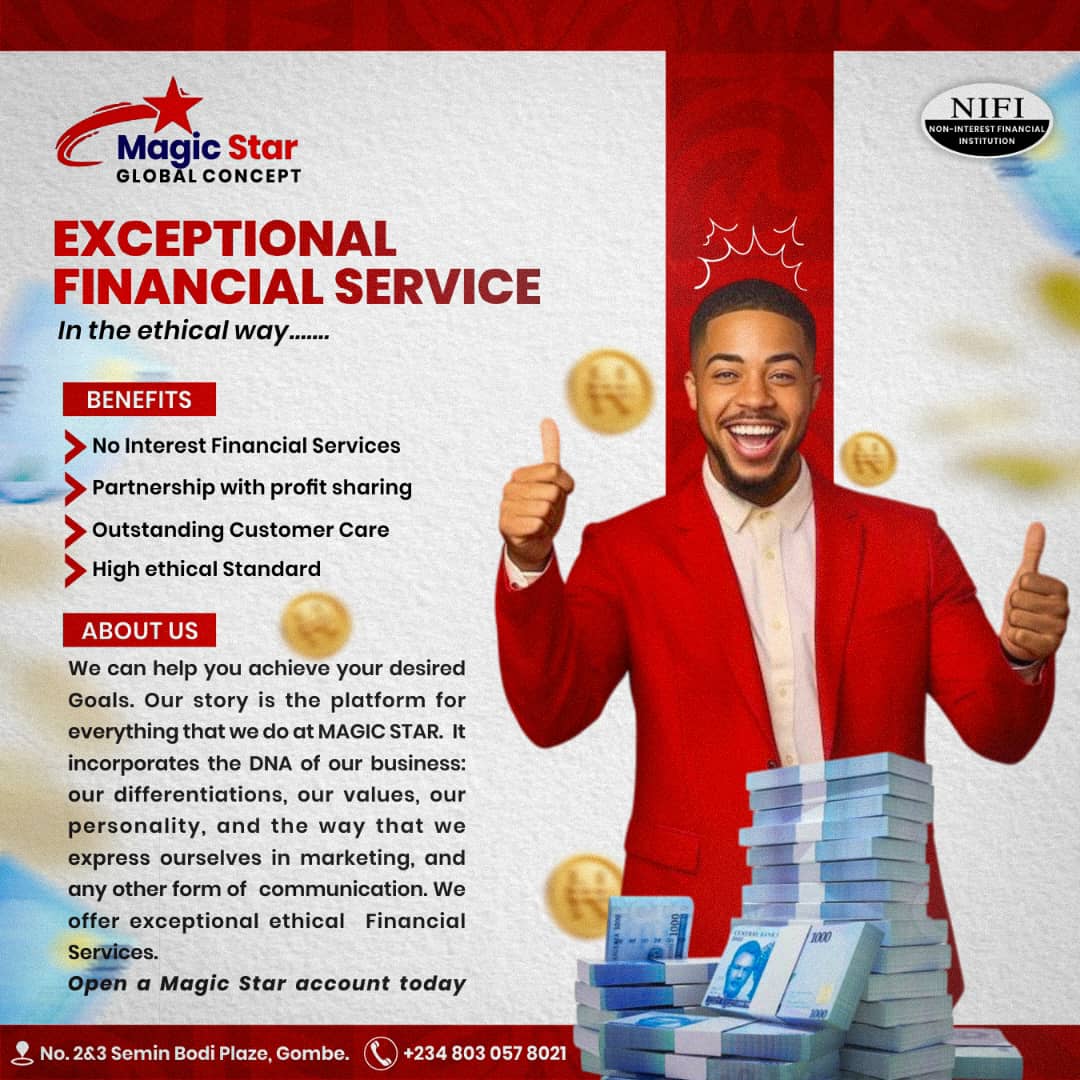 Magic Star
GLOBAL CONCEPT
NIFI
NON-INTEREST FINANCIAL
INSTITUTION
EXCEPTIONAL
FINANCIAL SERVICE
In the ethical way.......
BENEFITS
No Interest Financial Services
Partnership with profit sharing
Outstanding Customer Care
High ethical Standard
ABOUT US
We can help you achieve your desired
Goals. Our story is the platform for
everything that we do at MAGIC STAR. It
incorporates the DNA of our business:
our differentiations, our values, our
personality, and the way that we
express ourselves in marketing, and
any other form of communication. We
offer exceptional ethical Financial
Services.
Open a Magic Star account today
1000
1000
1000
No. 2&3 Semin Bodi Plaze, Gombe.
+234 803 057 8021